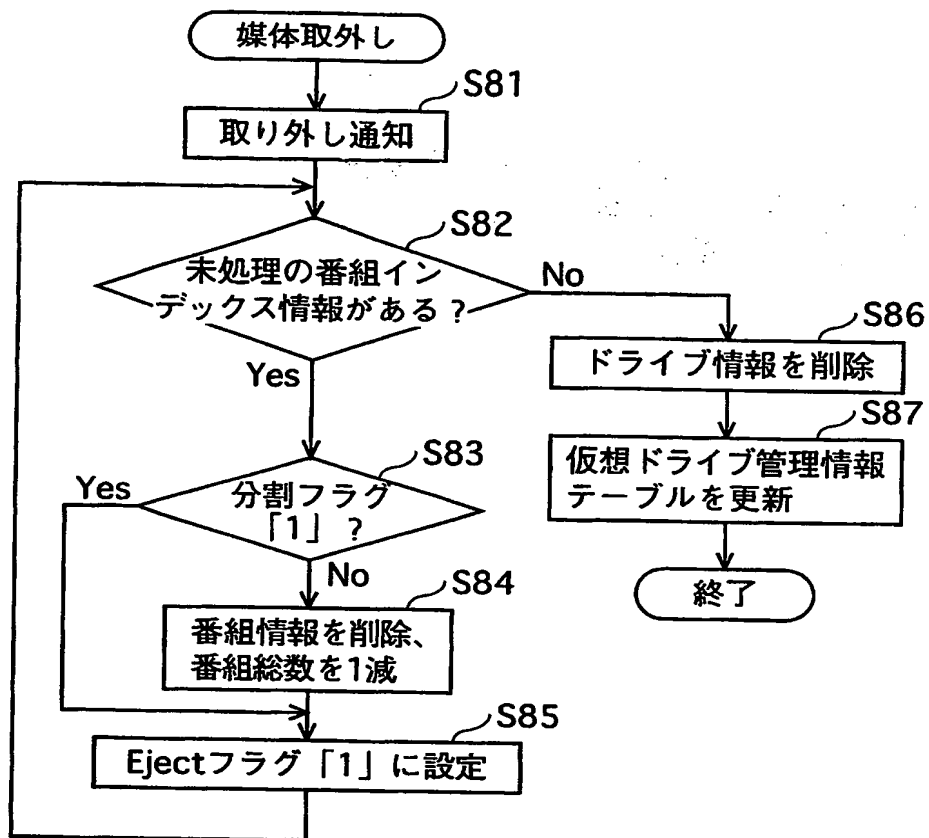 媒体取外し
S81
取り外し通知
S82
未処理の番組イン
デックス情報がある?
No
Yes
S86
ドライブ情報を削除
S87
仮想ドライブ管理情報
テーブルを更新
終了
S83
Yes
分割フラグ
「1」?
No
S84
番組情報を削除、
番組総数を1減
S85
Ejectフラグ「1」に設定